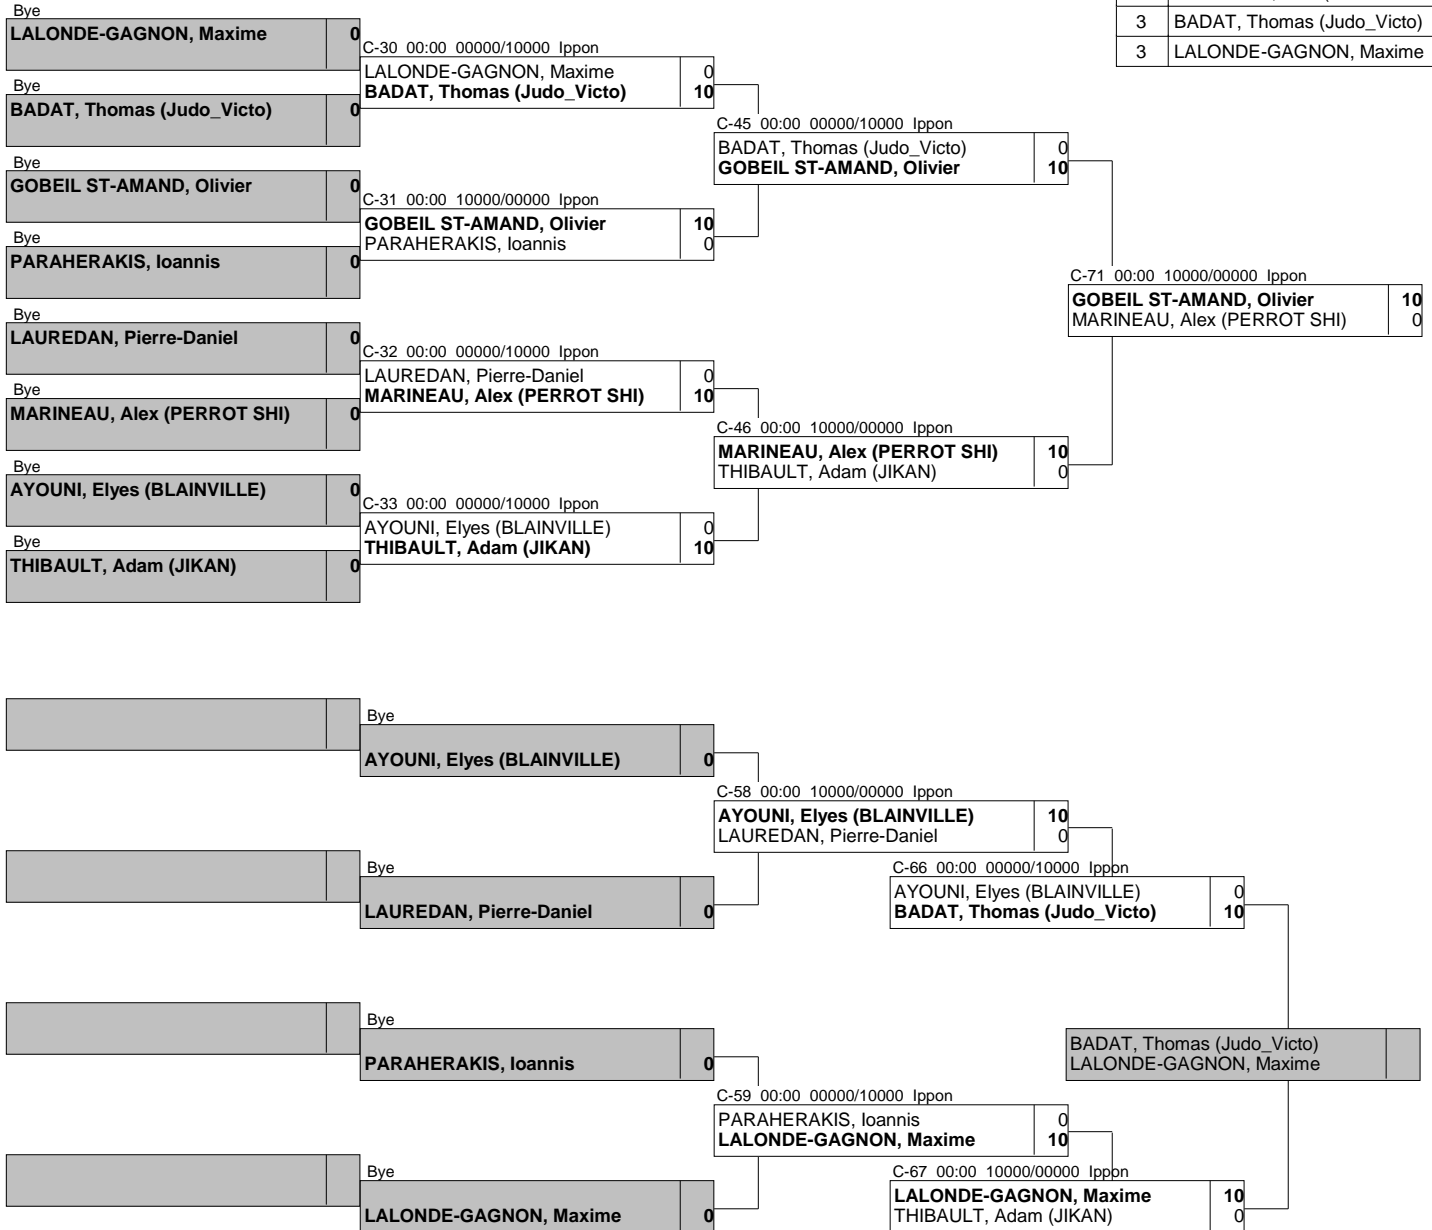 3 BADAT, Thomas (Judo_Victo)
3 LALONDE-GAGNON, Maxime
Bye
LALONDE-GAGNON, Maxime 0
Bye
BADAT, Thomas (Judo_Victo) 0
Bye
GOBEIL ST-AMAND, Olivier 0
Bye
PARAHERAKIS, Ioannis 0
Bye
LAUREDAN, Pierre-Daniel 0
Bye
MARINEAU, Alex (PERROT SHI) 0
Bye
AYOUNI, Elyes (BLAINVILLE) 0
Bye
THIBAULT, Adam (JIKAN) 0
C-30 00:00 00000/10000 Ippon
LALONDE-GAGNON, Maxime 0
BADAT, Thomas (Judo_Victo) 10
C-31 00:00 10000/00000 Ippon
GOBEIL ST-AMAND, Olivier 10
PARAHERAKIS, Ioannis 0
C-32 00:00 00000/10000 Ippon
LAUREDAN, Pierre-Daniel 0
MARINEAU, Alex (PERROT SHI) 10
C-33 00:00 00000/10000 Ippon
AYOUNI, Elyes (BLAINVILLE) 0
THIBAULT, Adam (JIKAN) 10
C-45 00:00 00000/10000 Ippon
BADAT, Thomas (Judo_Victo) 0
GOBEIL ST-AMAND, Olivier 10
C-46 00:00 10000/00000 Ippon
MARINEAU, Alex (PERROT SHI) 10
THIBAULT, Adam (JIKAN) 0
C-71 00:00 10000/00000 Ippon
GOBEIL ST-AMAND, Olivier 10
MARINEAU, Alex (PERROT SHI) 0
Bye
AYOUNI, Elyes (BLAINVILLE) 0
Bye
LAUREDAN, Pierre-Daniel 0
Bye
PARAHERAKIS, Ioannis 0
Bye
LALONDE-GAGNON, Maxime 0
C-58 00:00 10000/00000 Ippon
AYOUNI, Elyes (BLAINVILLE) 10
LAUREDAN, Pierre-Daniel 0
C-59 00:00 00000/10000 Ippon
PARAHERAKIS, Ioannis 0
LALONDE-GAGNON, Maxime 10
C-66 00:00 00000/10000 Ippon
AYOUNI, Elyes (BLAINVILLE) 0
BADAT, Thomas (Judo_Victo) 10
C-67 00:00 10000/00000 Ippon
LALONDE-GAGNON, Maxime 10
THIBAULT, Adam (JIKAN) 0
BADAT, Thomas (Judo_Victo)
LALONDE-GAGNON, Maxime